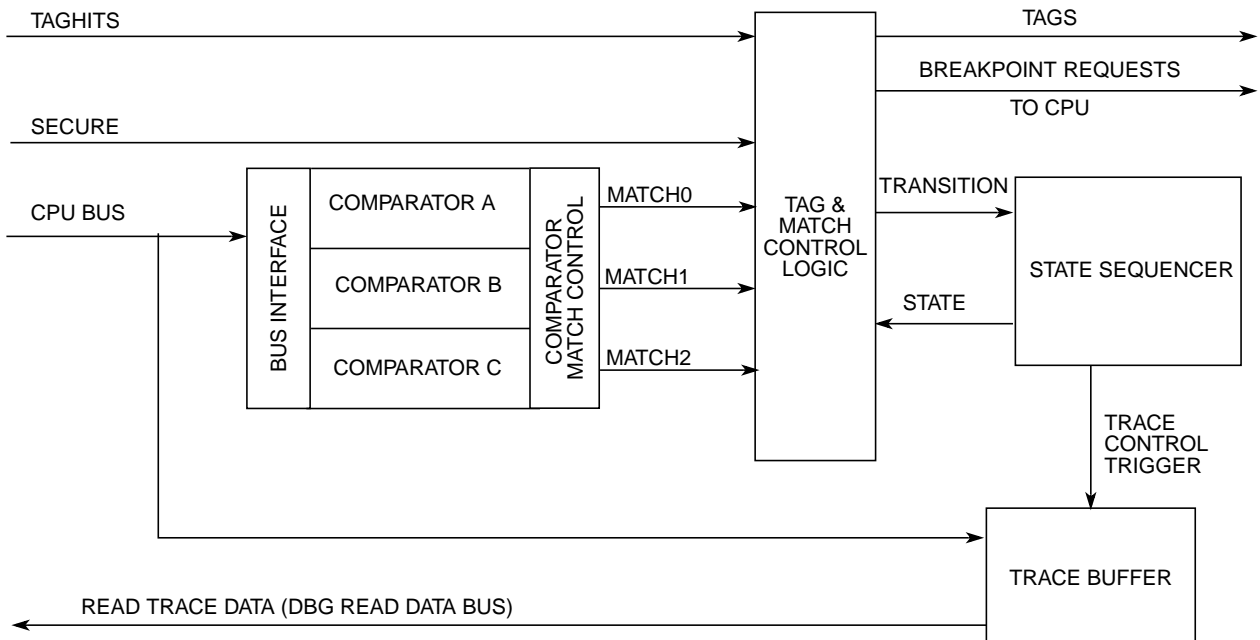 TAGHITS
TAGS
BREAKPOINT REQUESTS
TO CPU
SECURE
CPU BUS
BUS INTERFACE
COMPARATOR A
COMPARATOR B
COMPARATOR C
COMPARATOR
MATCH CONTROL
MATCH0
MATCH1
MATCH2
TAG &
MATCH
CONTROL
LOGIC
TRANSITION
STATE
STATE SEQUENCER
TRACE
CONTROL
TRIGGER
TRACE BUFFER
READ TRACE DATA (DBG READ DATA BUS)